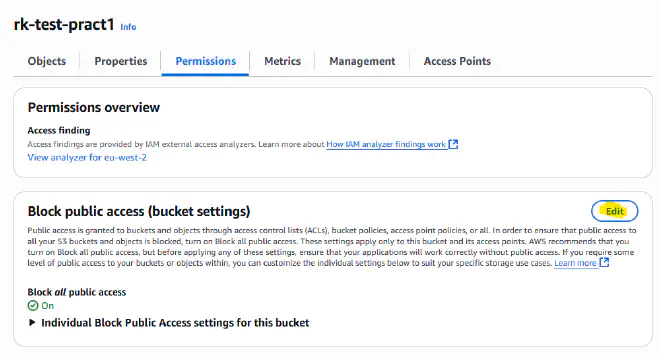 rk-test-pract1 Info
Objects Properties Permissions Metrics Management Access Points
Permissions overview
Access finding
Access findings are provided by IAM external access analyzers. Learn more about How IAM analyzer findings work
View analyzer for eu-west-2
Block public access (bucket settings) Edit
Public access is granted to buckets and objects through access control lists (ACLs), bucket policies, access point policies, or all. In order to ensure that public access to
all your S3 buckets and objects is blocked, turn on Block all public access. These settings apply only to this bucket and its access points. AWS recommends that you
turn on Block all public access, but before applying any of these settings, ensure that your applications will work correctly without public access. If you require some
level of public access to your buckets or objects within, you can customize the individual settings below to suit your specific storage use cases. Learn more
Block all public access
On
Individual Block Public Access settings for this bucket